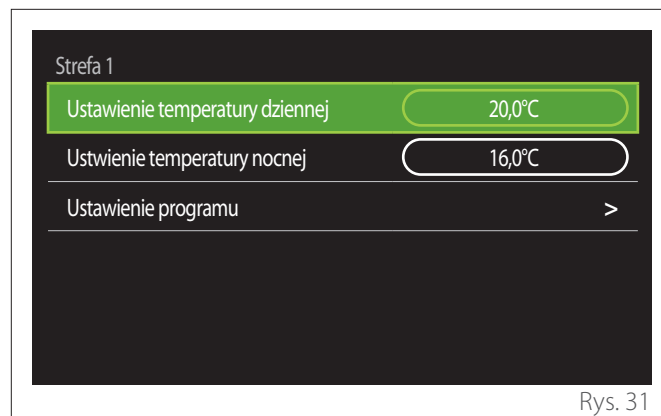 Strefa 1
Ustawienie temperatury dziennej 20,0°C
Ustwienie temperatury nocnej 16,0°C
Ustawienie programu >
Rys. 31